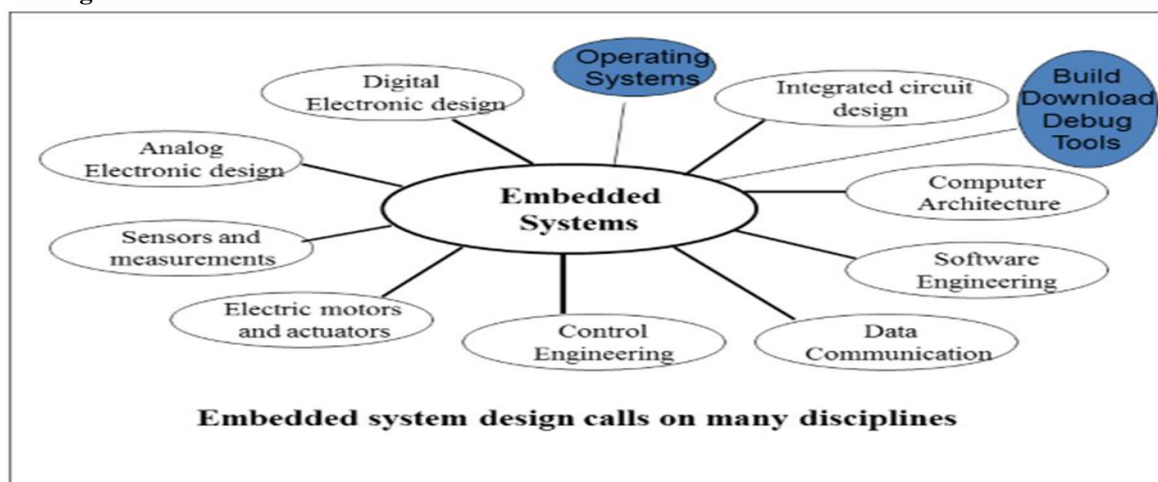 Operating
Systems
Digital
Electronic design
Integrated circuit
design
Build
Download
Debug
Tools
Analog
Electronic design
Computer
Architecture
Embedded
Systems
Sensors and
measurements
Software
Engineering
Electric motors
and actuators
Control
Engineering
Data
Communication
Embedded system design calls on many disciplines